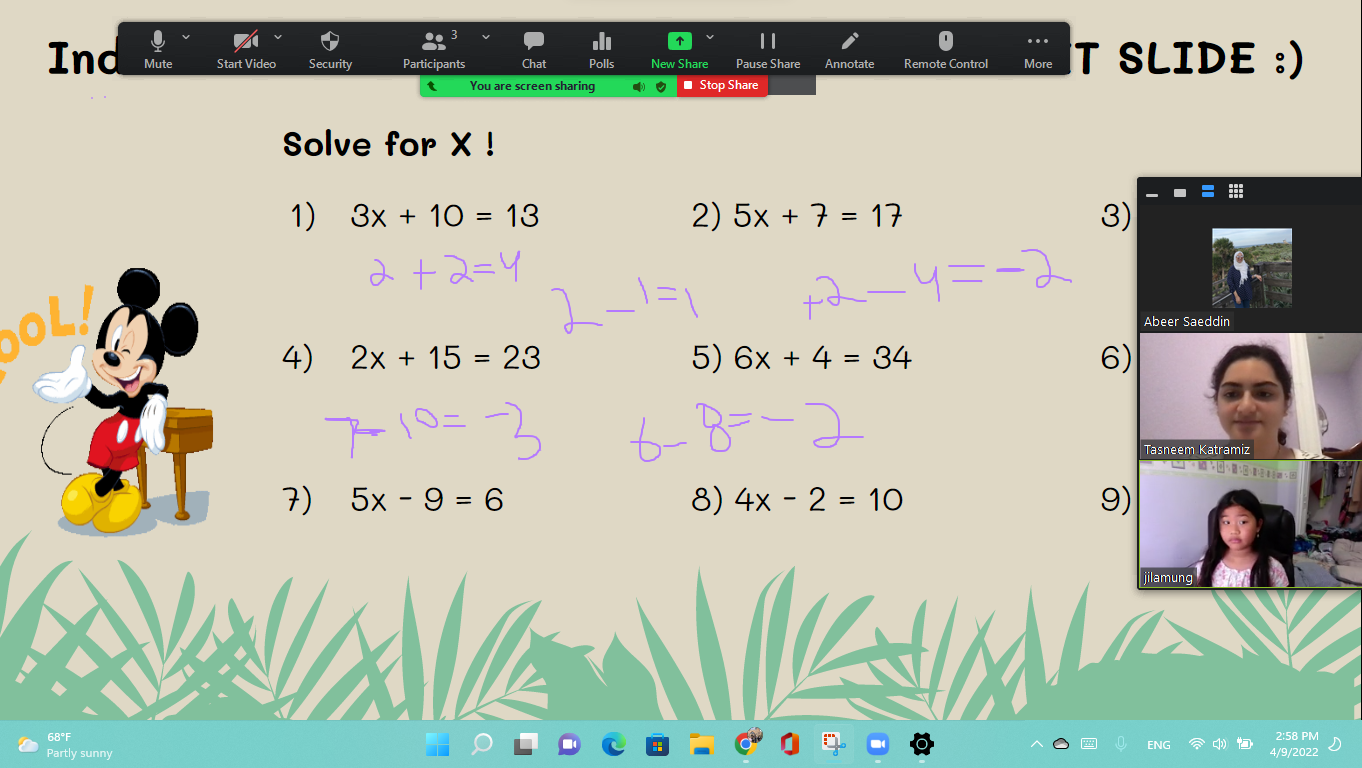 Ind T SLIDE :)
Mute Start Video Security Participants 3 Chat Polls New Share Pause Share Annotate Remote Control More
You are screen sharing Stop Share
Solve for X !
1) 3x + 10 = 13 2) 5x + 7 = 17 3)
2 + 2 = 4
2 - 1 = 1
+2 - 4 = -2
OOL!
Abeer Saeddin
4) 2x + 15 = 23 5) 6x + 4 = 34 6)
7 - 10 = -3
6 - 8 = -2
Tasneem Katramiz
7) 5x - 9 = 6 8) 4x - 2 = 10 9)
jilamung
68°F
Partly sunny
ENG
2:58 PM
4/9/2022